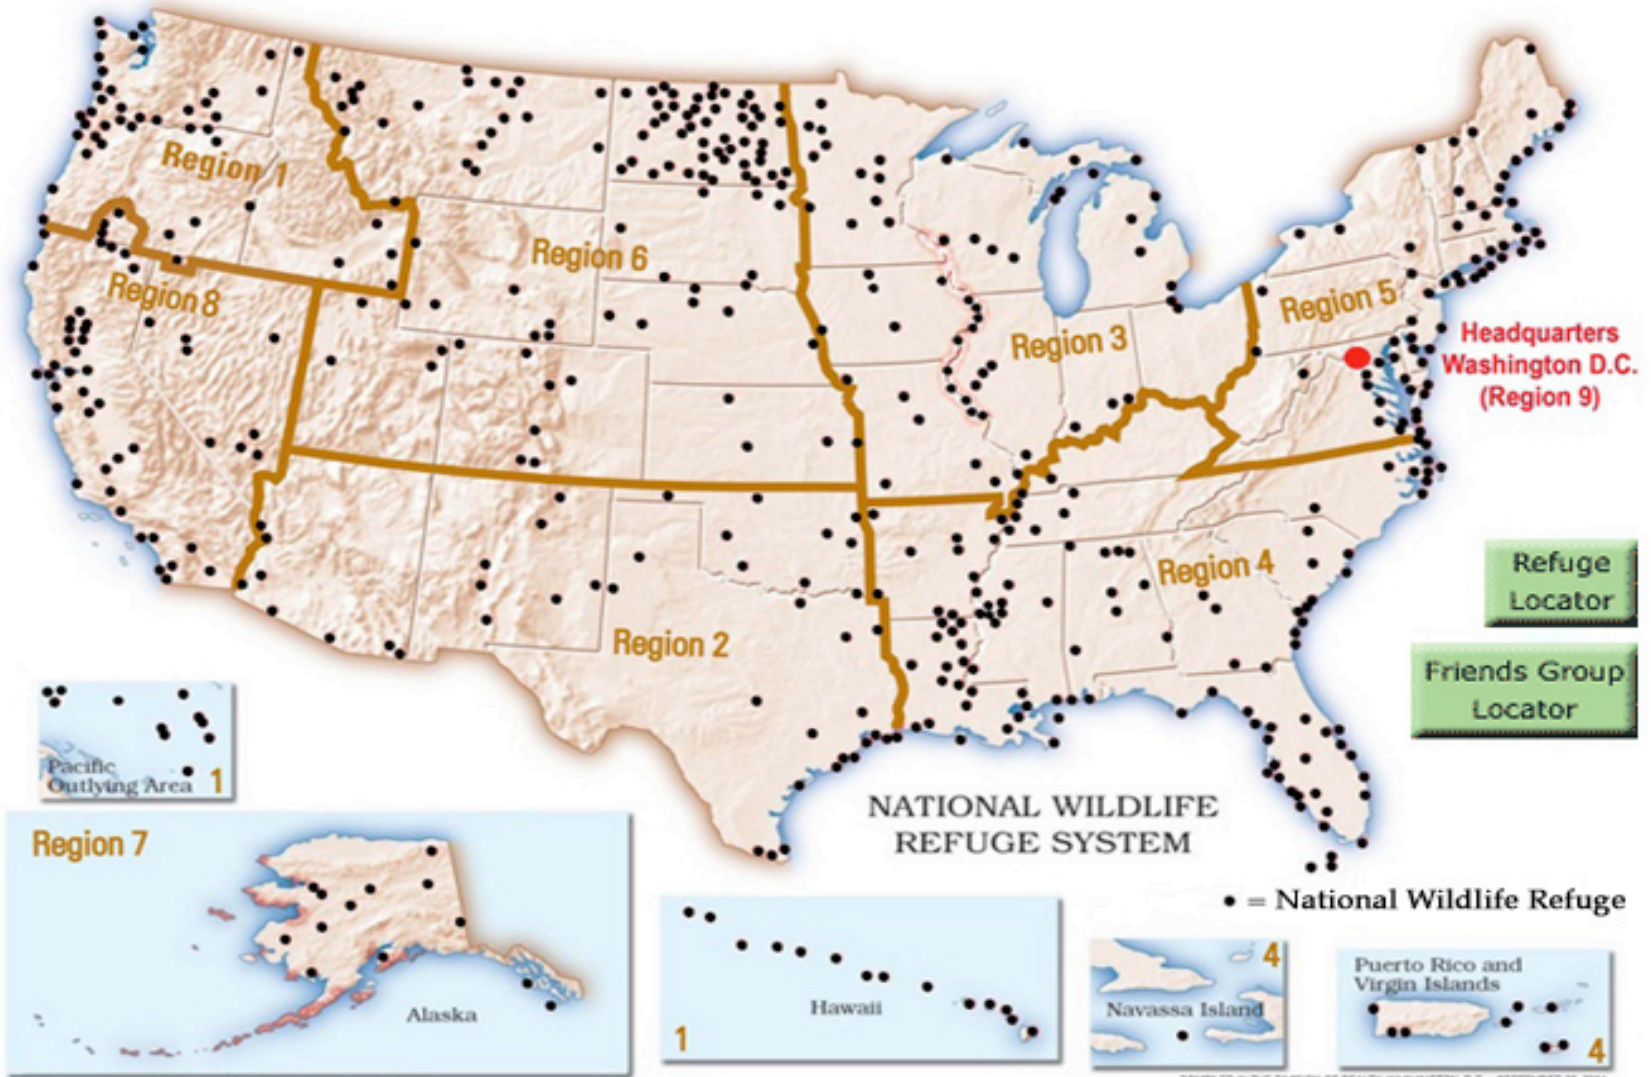 Region 1
Region 6
Region 8
Region 3
Region 5
Headquarters
Washington D.C.
(Region 9)
Region 4
Region 2
Refuge
Locator
Friends Group
Locator
Pacific
Outlying Area 1
NATIONAL WILDLIFE
REFUGE SYSTEM
Region 7
Alaska
• = National Wildlife Refuge
Hawaii
1
4
Navassa Island
Puerto Rico and
Virgin Islands
4